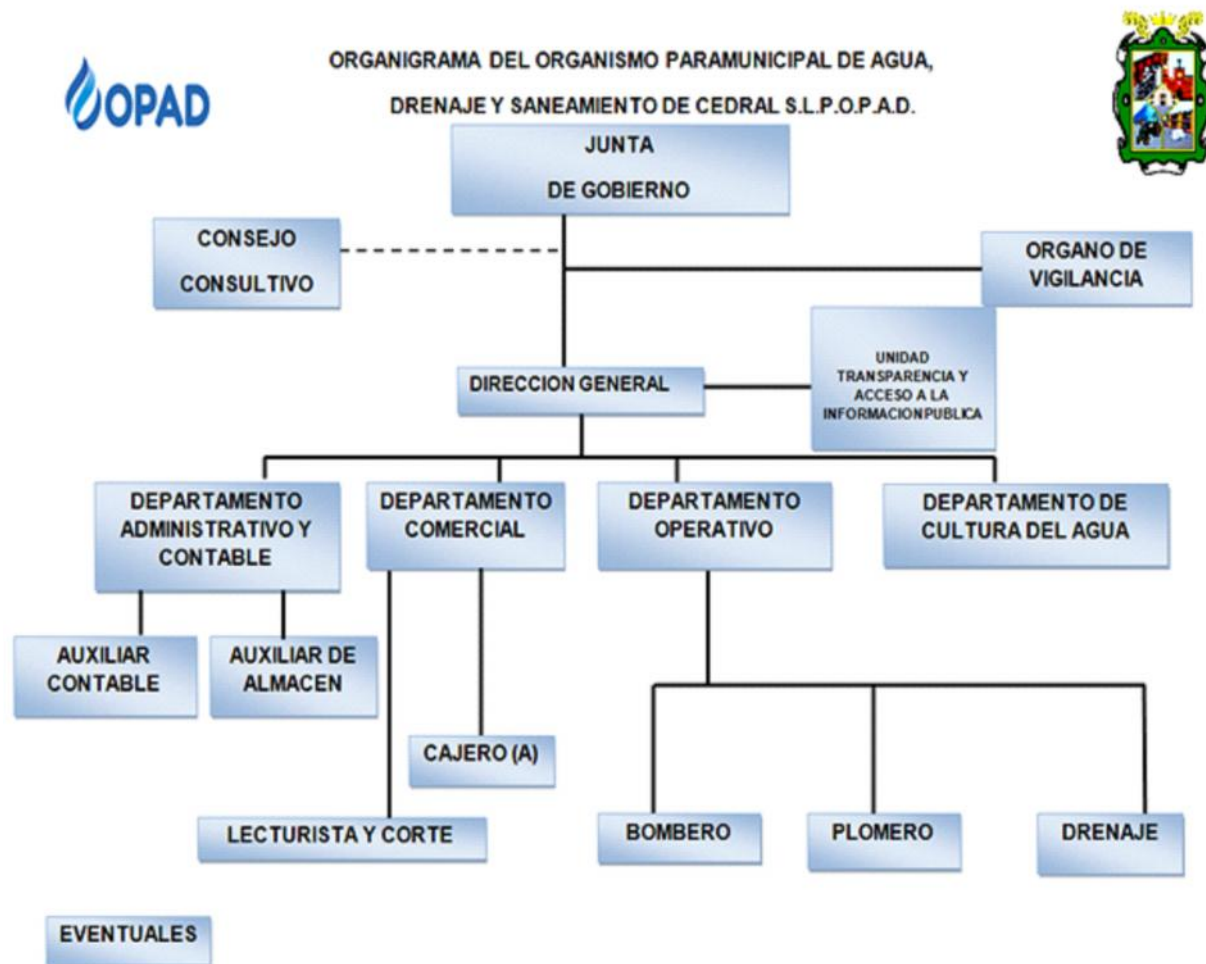 ORGANIGRAMA DEL ORGANISMO PARAMUNICIPAL DE AGUA,
OPAD
DRENAJE Y SANEAMIENTO DE CEDRAL S.L.P.O.P.A.D.
JUNTA
DE GOBIERNO
CONSEJO
CONSULTIVO
ORGANO DE
VIGILANCIA
UNIDAD
TRANSPARENCIA Y
ACCESO A LA
INFORMACION PUBLICA
DIRECCION GENERAL
DEPARTAMENTO
ADMINISTRATIVO Y
CONTABLE
DEPARTAMENTO
COMERCIAL
DEPARTAMENTO
OPERATIVO
DEPARTAMENTO DE
CULTURA DEL AGUA
AUXILIAR
CONTABLE
AUXILIAR DE
ALMACEN
CAJERO (A)
LECTURISTA Y CORTE
BOMBERO
PLOMERO
DRENAJE
EVENTUALES